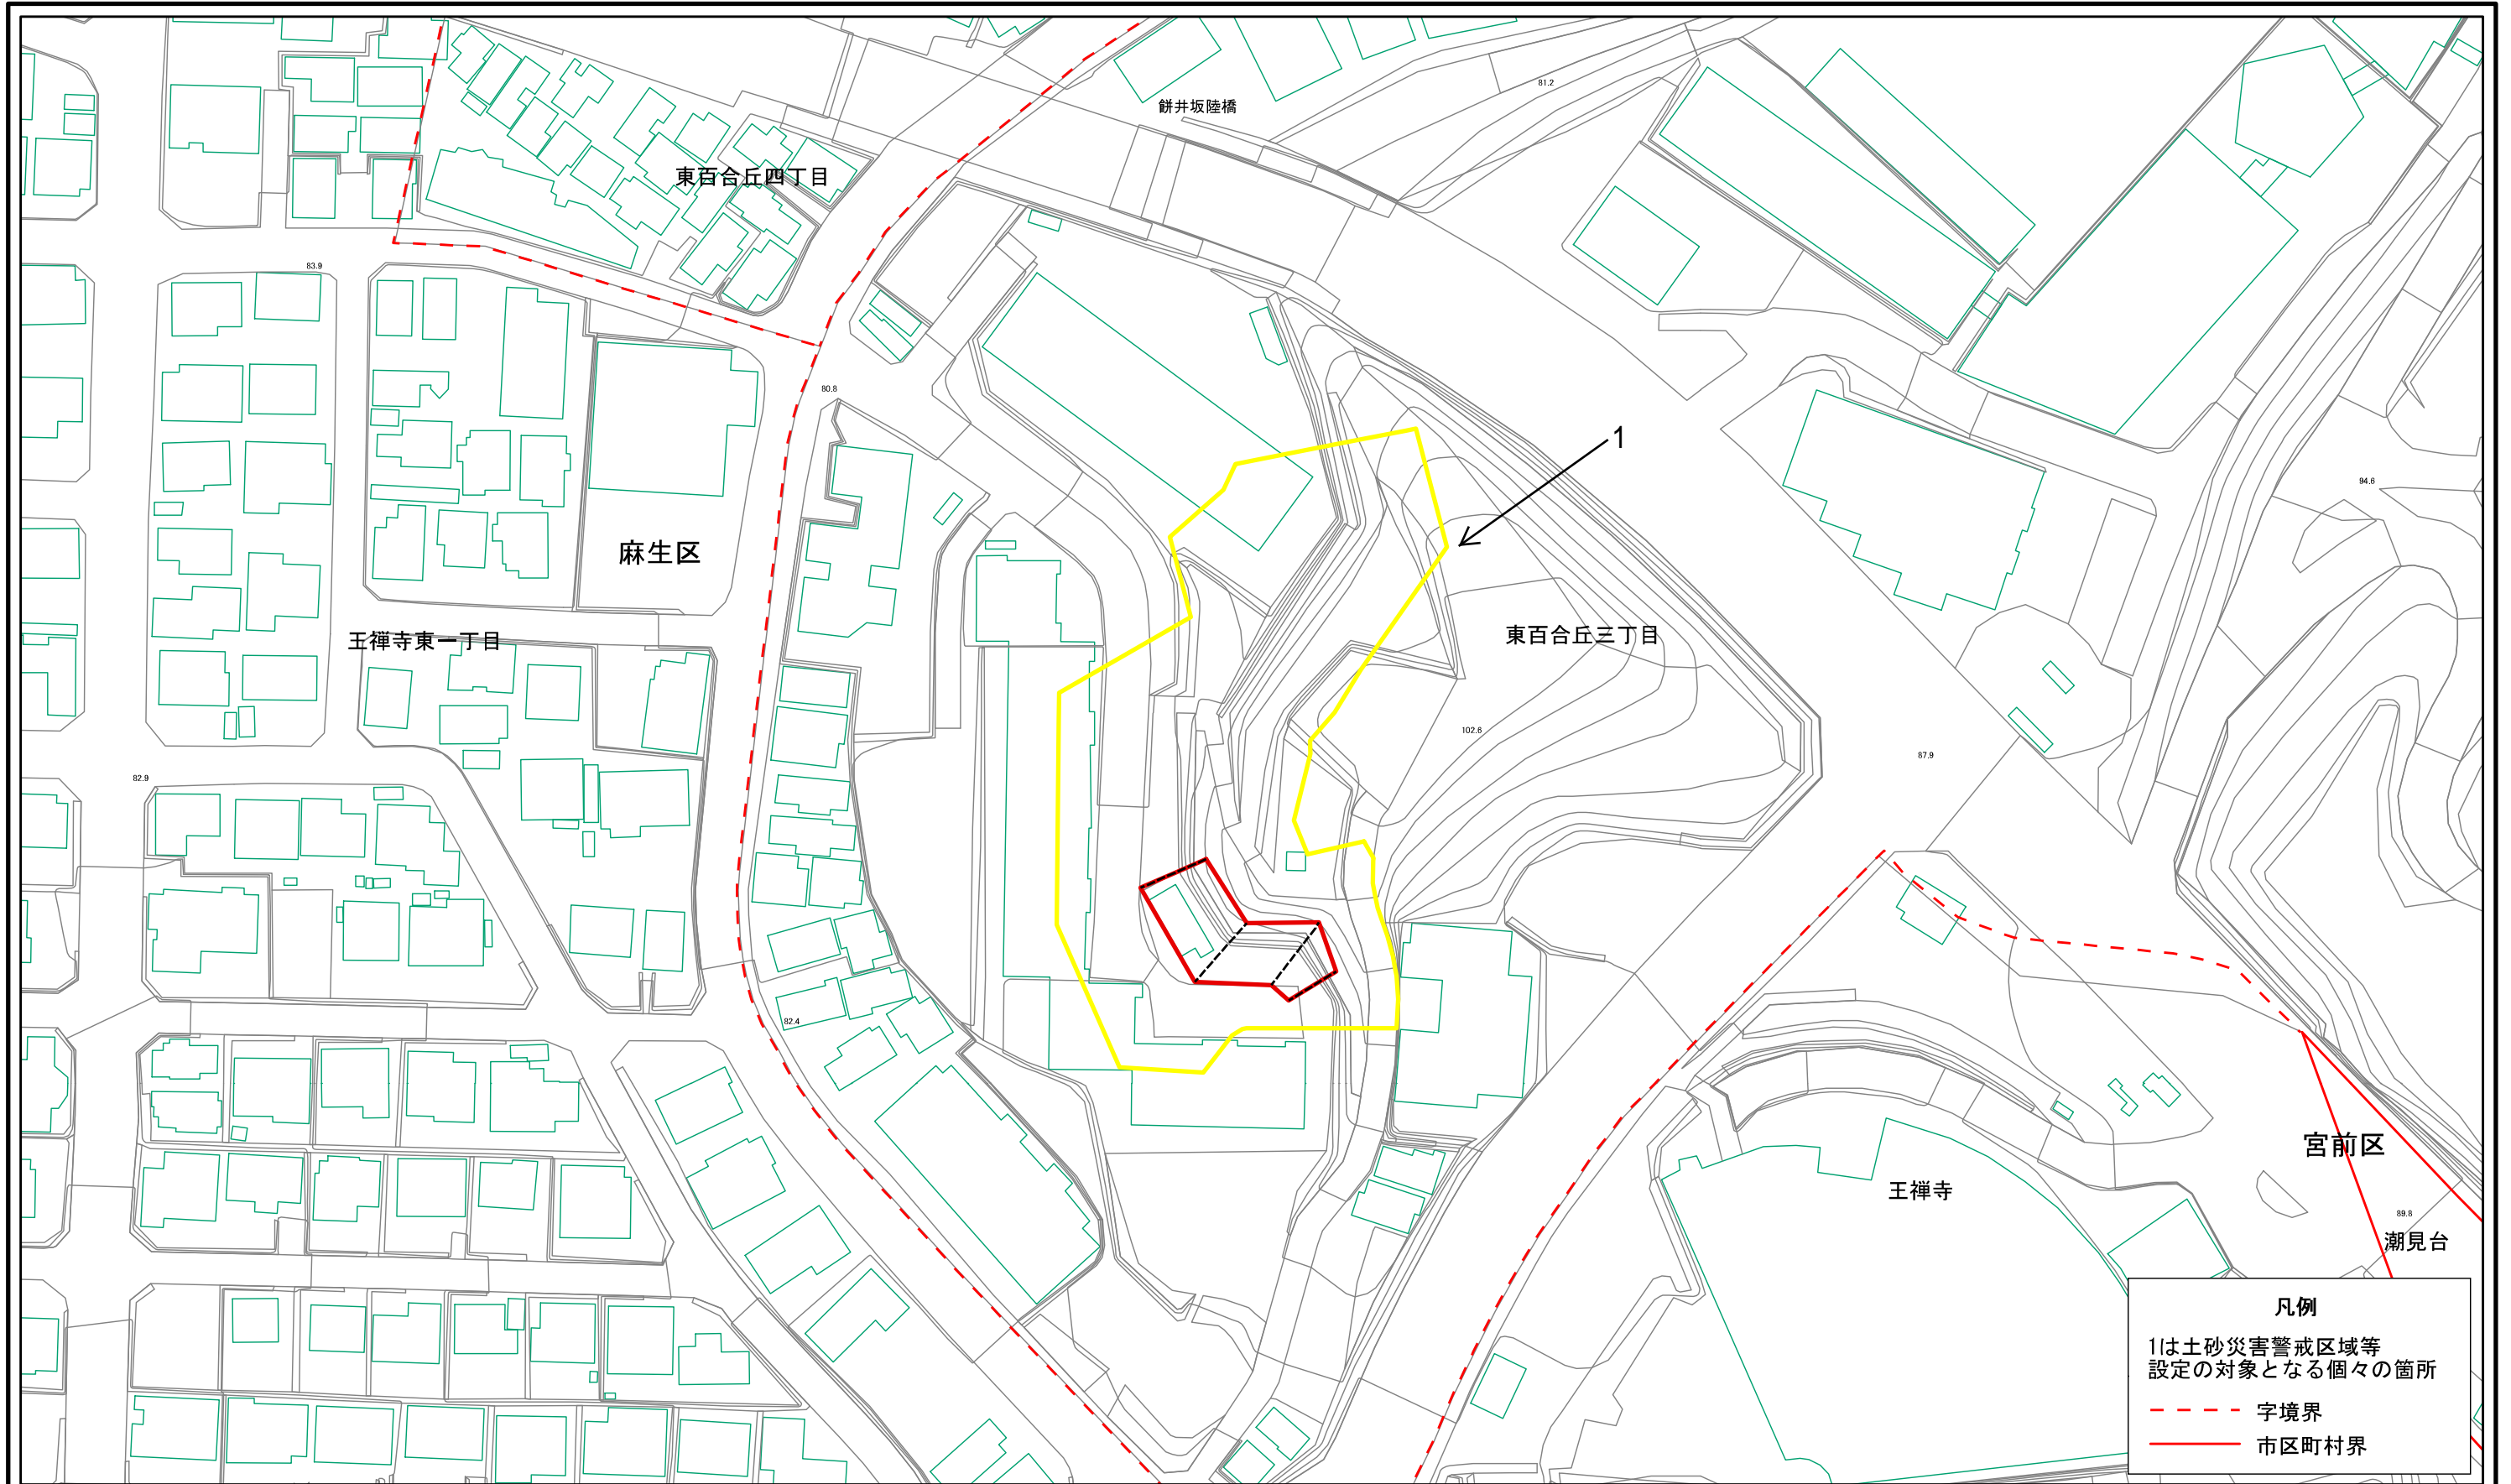 81.2
餅井坂陸橋
東百合丘四丁目
83.9
80.8
1
94.6
麻生区
東百合丘三丁目
王禅寺東一丁目
102.6
87.9
82.9
82.4
宮前区
王禅寺
89.8
潮見台
凡例
1は土砂災害警戒区域等
設定の対象となる個々の箇所
字境界
市区町村界